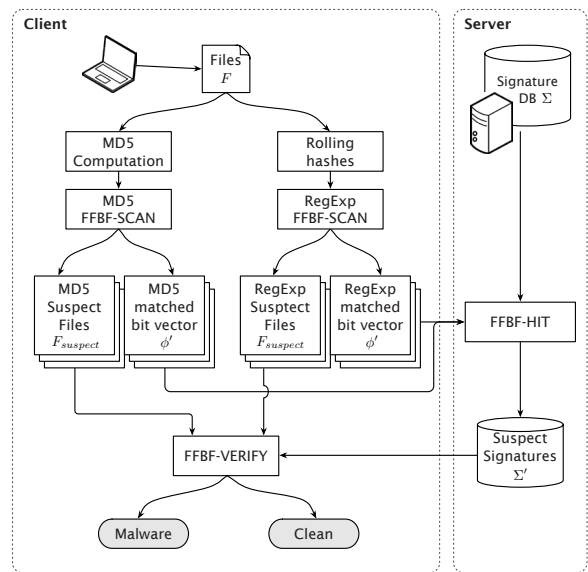 Client
Server
Files
F
Signature
DB Σ
MD5
Computation
Rolling
hashes
MD5
FFBF-SCAN
RegExp
FFBF-SCAN
MD5
Suspect
Files
F_suspect
MD5
matched
bit vector
ϕ′
RegExp
Susptect
Files
F_suspect
RegExp
matched
bit vector
ϕ′
FFBF-HIT
FFBF-VERIFY
Suspect
Signatures
Σ′
Malware
Clean